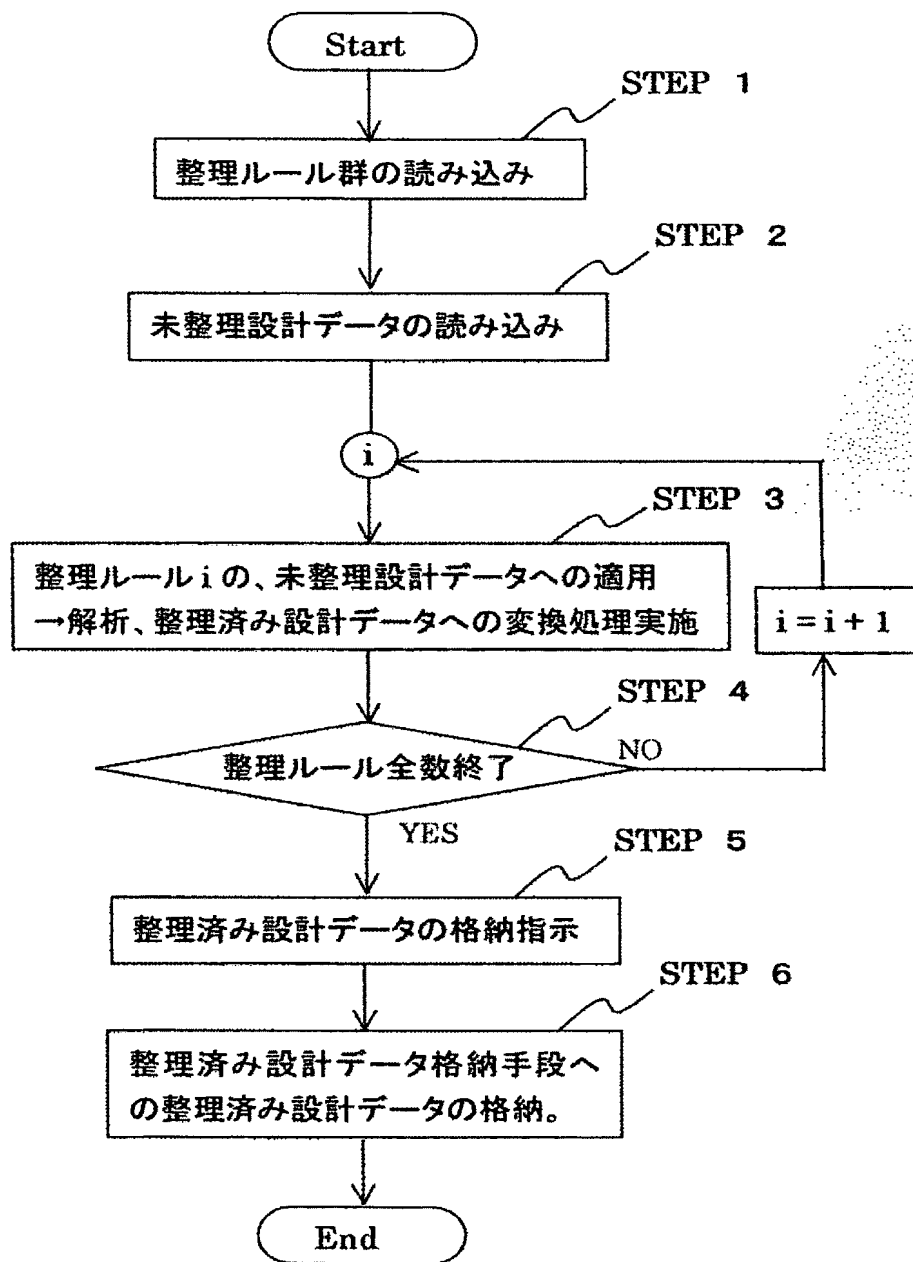 Start
STEP 1
整理ルール群の読み込み
STEP 2
未整理設計データの読み込み
i
STEP 3
整理ルールiの、未整理設計データへの適用
→解析、整理済み設計データへの変換処理実施
i = i + 1
STEP 4
整理ルール全数終了
NO
YES
STEP 5
整理済み設計データの格納指示
STEP 6
整理済み設計データ格納手段へ
の整理済み設計データの格納。
End